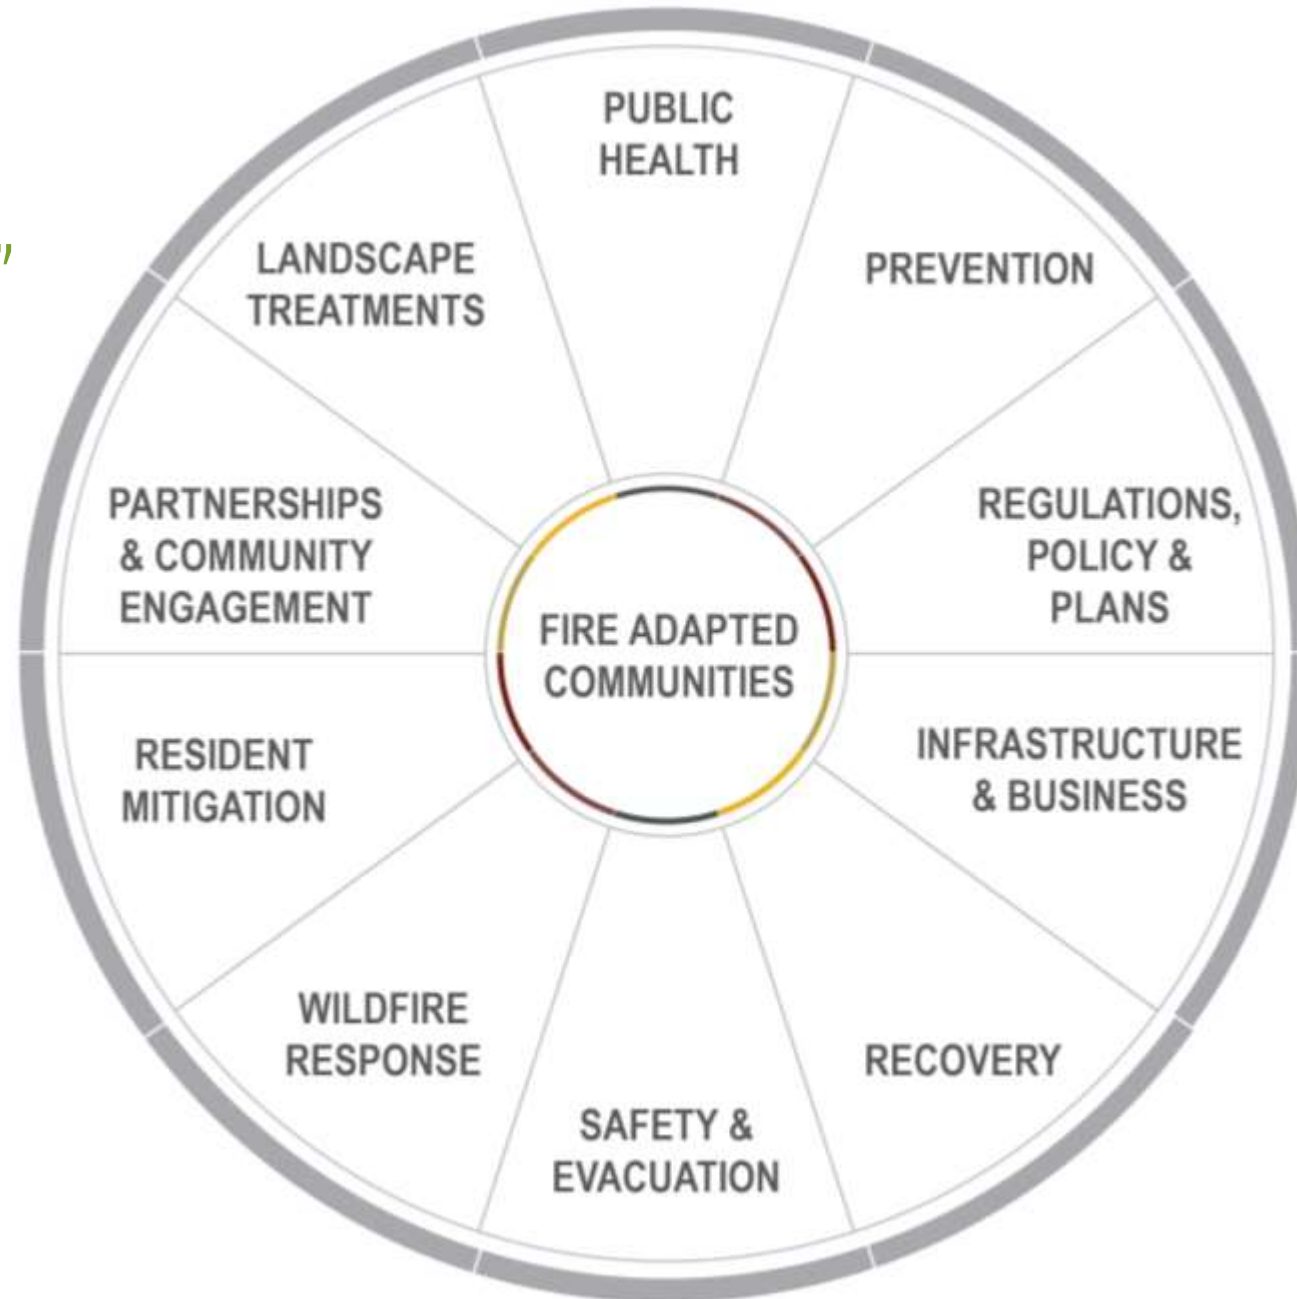 ”
PUBLIC
HEALTH
PREVENTION
REGULATIONS,
POLICY &
PLANS
INFRASTRUCTURE
& BUSINESS
RECOVERY
SAFETY &
EVACUATION
WILDFIRE
RESPONSE
RESIDENT
MITIGATION
PARTNERSHIPS
& COMMUNITY
ENGAGEMENT
LANDSCAPE
TREATMENTS
FIRE ADAPTED
COMMUNITIES